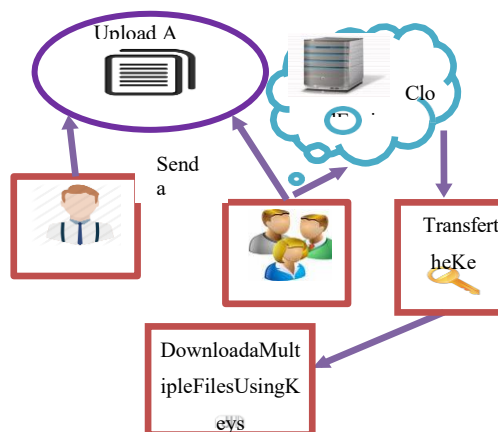 Upload A
Clo
Send
a
Transfert
heKe
DownloadaMult
ipleFilesUsingK
eys